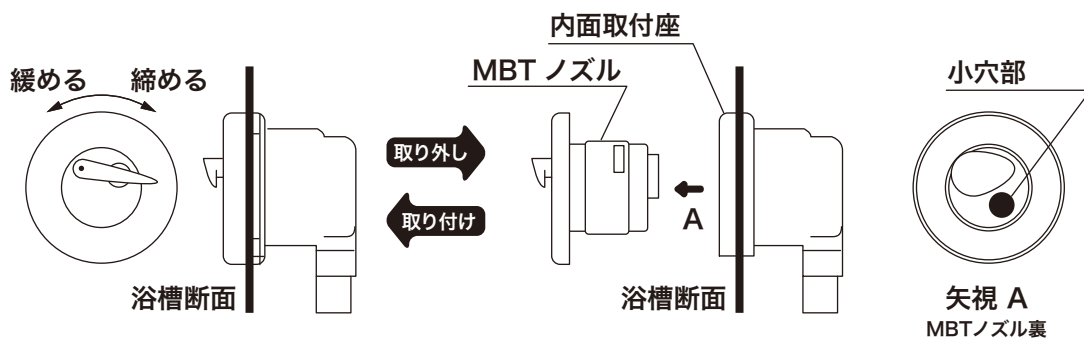 緩める 締める
浴槽断面
取り外し
取り付け
内面取付座
MBT ノズル
A
浴槽断面
小穴部
矢視 A
MBTノズル裏